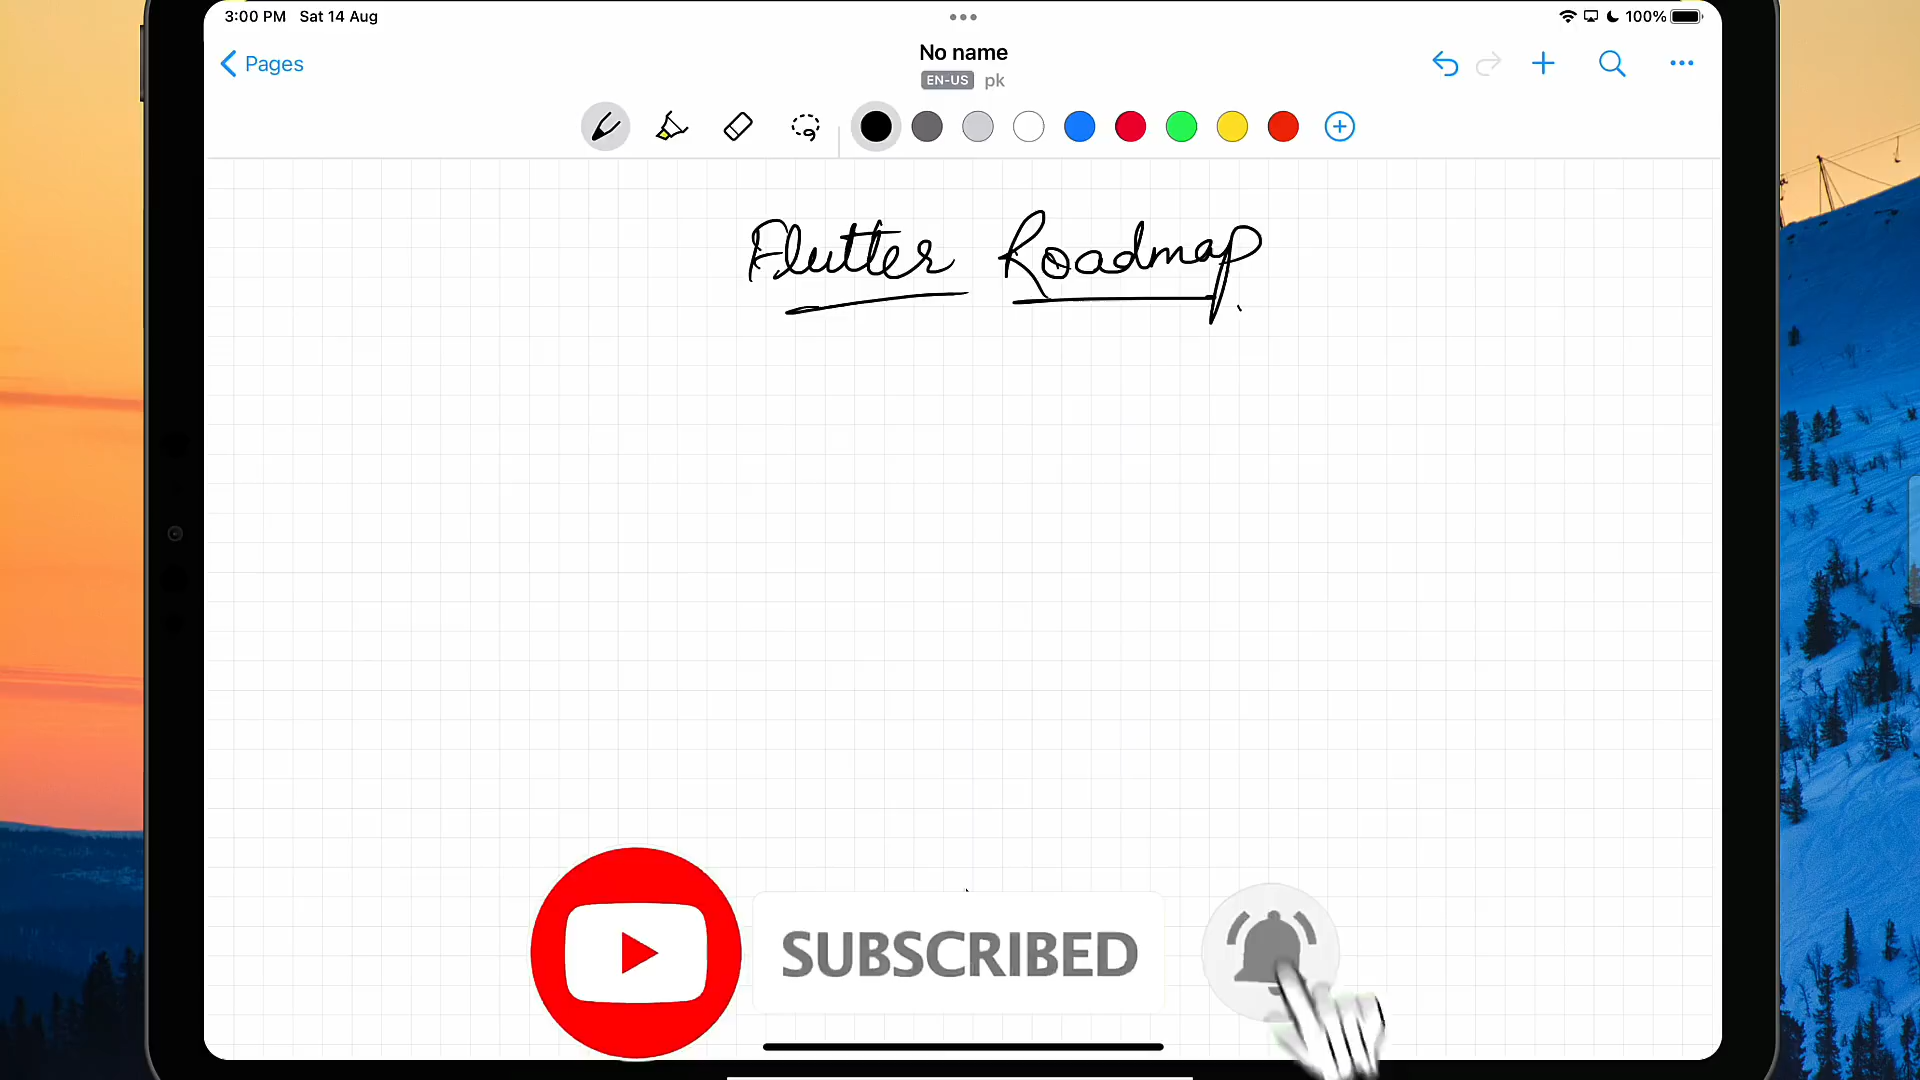 3:00 PM Sat 14 Aug
100%
Pages
No name
EN-US pk
Flutter Roadmap
SUBSCRIBED